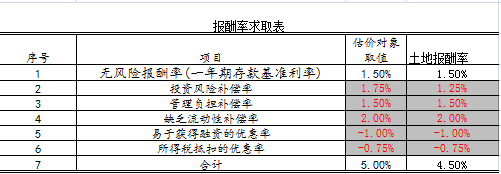 报酬率求取表
序号 项目 估价对象取值 土地报酬率
1 无风险报酬率(一年期存款基准利率) 1.50% 1.50%
2 投资风险补偿率 1.75% 1.25%
3 管理负担补偿率 1.50% 1.50%
4 缺乏流动性补偿率 2.00% 2.00%
5 易于获得融资的优惠率 -1.00% -1.00%
6 所得税抵扣的优惠率 -0.75% -0.75%
7 合计 5.00% 4.50%